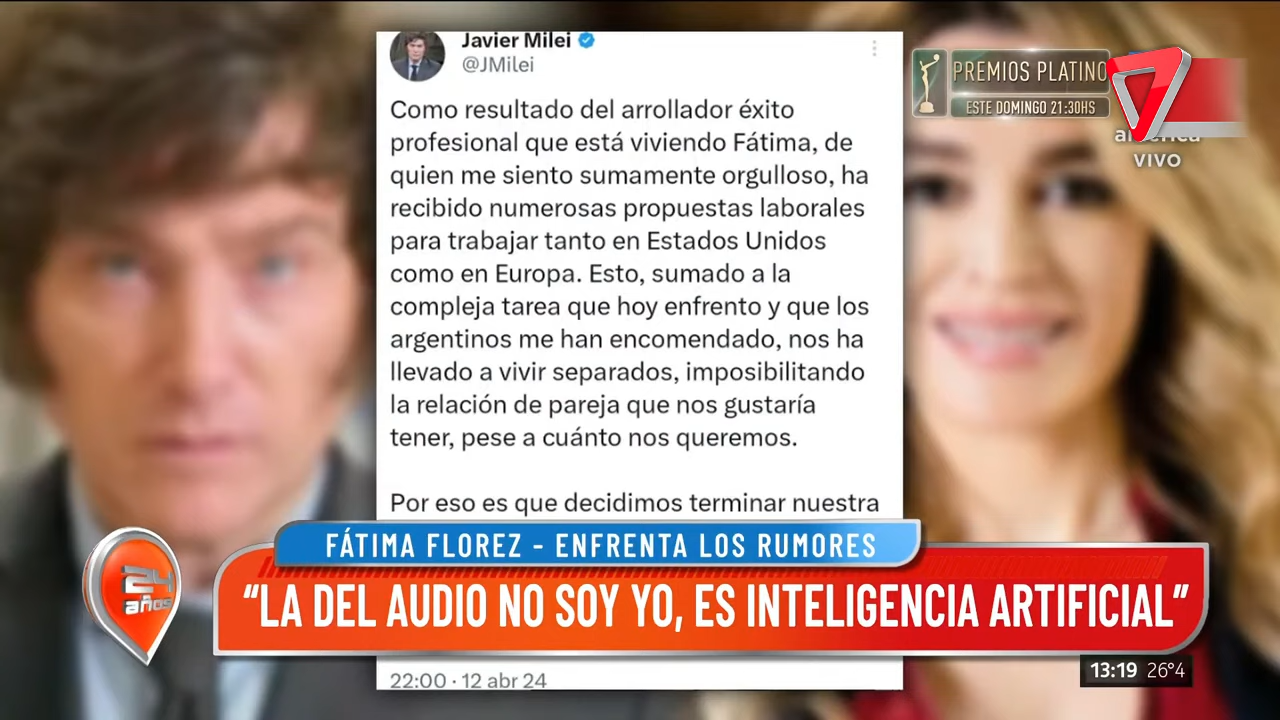 Javier Milei
@JMilei
Como resultado del arrollador éxito
profesional que está viviendo Fátima, de
quien me siento sumamente orgulloso, ha
recibido numerosas propuestas laborales
para trabajar tanto en Estados Unidos
como en Europa. Esto, sumado a la
compleja tarea que hoy enfrento y que los
argentinos me han encomendado, nos ha
llevado a vivir separados, imposibilitando
la relación de pareja que nos gustaría
tener, pese a cuánto nos queremos.
Por eso es que decidimos terminar nuestra
22:00 · 12 abr 24
PREMIOS PLATINO
ESTE DOMINGO 21:30HS
américa
VIVO
FÁTIMA FLOREZ - ENFRENTA LOS RUMORES
“LA DEL AUDIO NO SOY YO, ES INTELIGENCIA ARTIFICIAL”
24
años
13:19 26°4